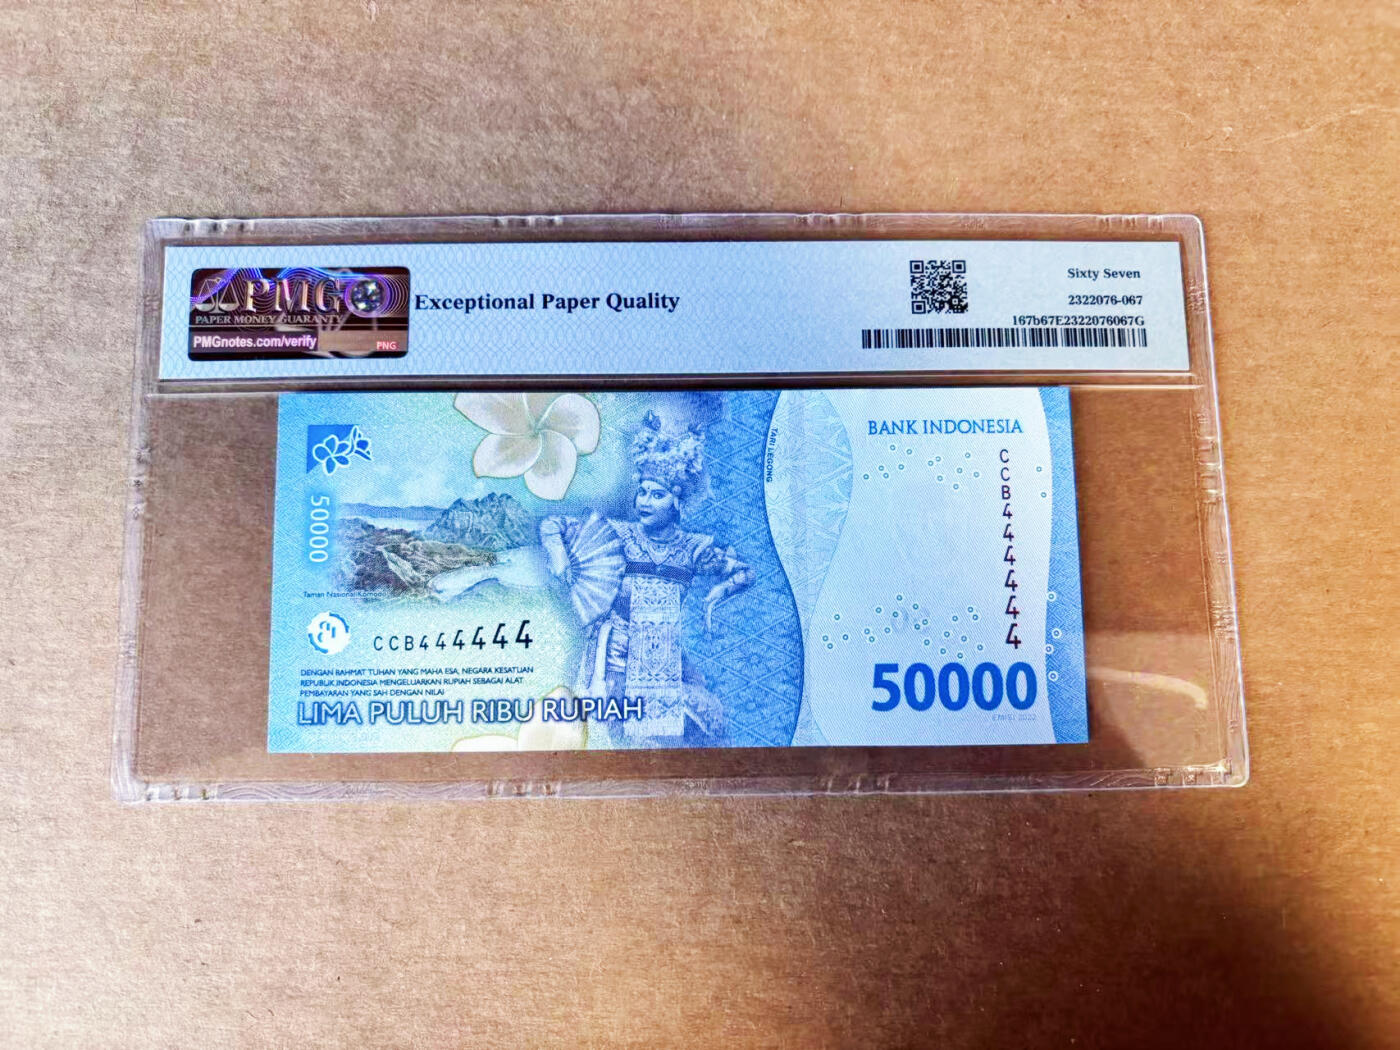 PMG
PAPER MONEY GUARANTY
PMGnotes.com/verify
PNG
Exceptional Paper Quality
Sixty Seven
2322076-067
167b67E2322076067G
BANK INDONESIA
TARI LEGONG
CCB444444
50000
Taman Nasional Komodo
CCB444444
DENGAN RAHMAT TUHAN YANG MAHA ESA, NEGARA KESATUAN
REPUBLIK INDONESIA MENGELUARKAN RUPIAH SEBAGAI ALAT
PEMBAYARAN YANG SAH DENGAN NILAI
LIMA PULUH RIBU RUPIAH
50000
EMISI 2022